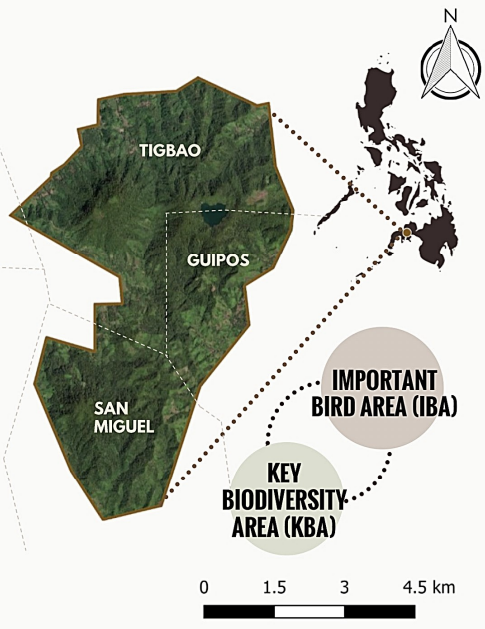 N
TIGBAO
GUIPOS
SAN
MIGUEL
IMPORTANT
BIRD AREA (IBA)
KEY
BIODIVERSITY
AREA (KBA)
0 1.5 3 4.5 km